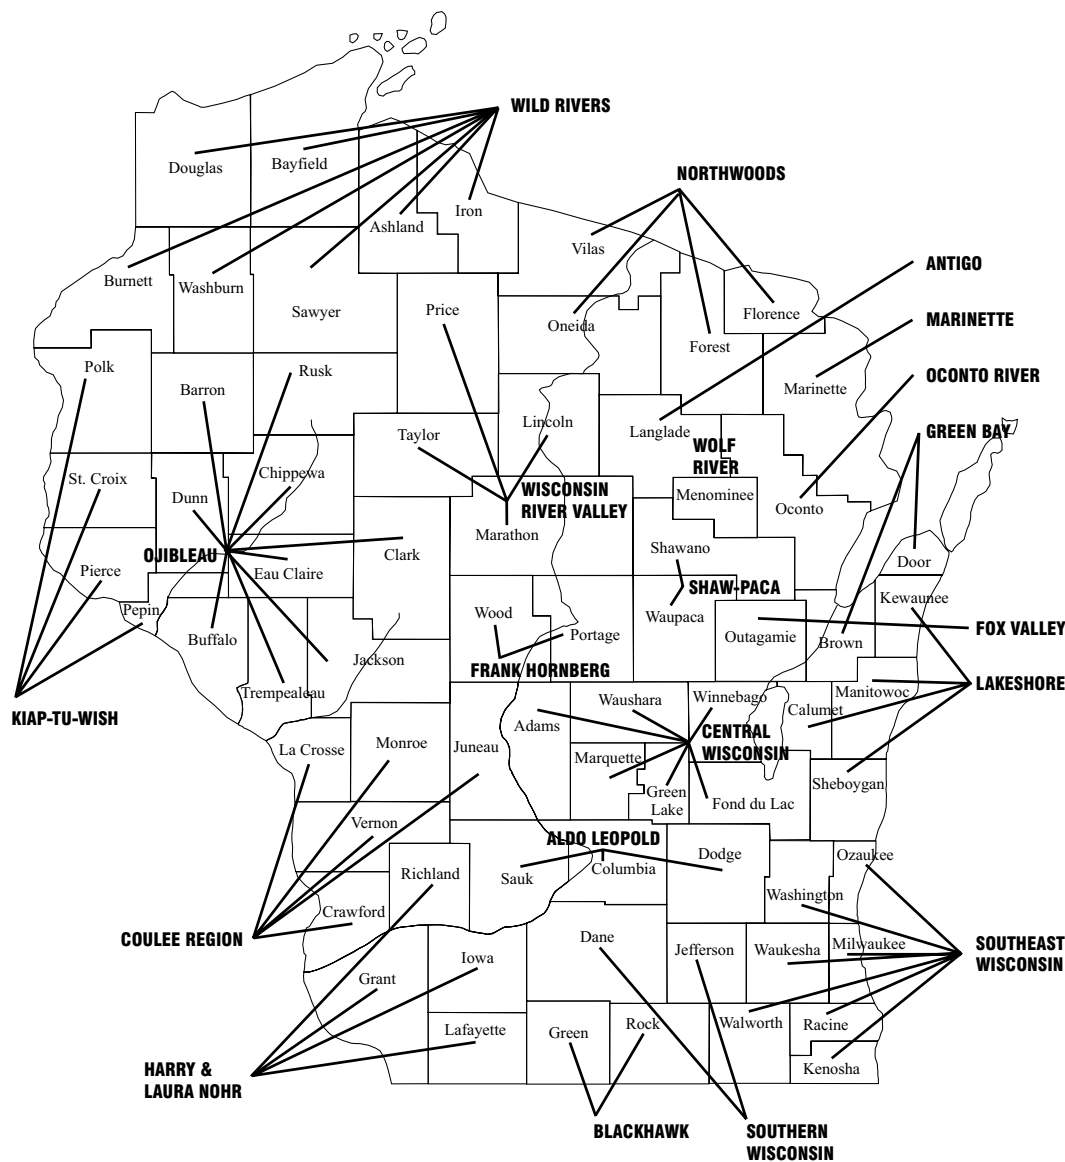 WILD RIVERS
Douglas
Bayfield
NORTHWOODS
Iron
Ashland
Vilas
ANTIGO
Burnett
Washburn
Sawyer
Price
Oneida
Florence
MARINETTE
Forest
Polk
Barron
Rusk
Marinette
OCONTO RIVER
Taylor
Lincoln
Langlade
GREEN BAY
WOLF
RIVER
St. Croix
Chippewa
Dunn
WISCONSIN
RIVER VALLEY
Menominee
Oconto
Marathon
OJIBLEAU
Clark
Shawano
Door
Pierce
Eau Claire
SHAW-PACA
Kewaunee
Pepin
Buffalo
Wood
Portage
Waupaca
Outagamie
Brown
FOX VALLEY
Jackson
FRANK HORNBERG
LAKESHORE
Trempealeau
Waushara
Winnebago
Manitowoc
Calumet
KIAP-TU-WISH
Adams
CENTRAL
WISCONSIN
La Crosse
Monroe
Juneau
Marquette
Green
Lake
Fond du Lac
Sheboygan
Vernon
ALDO LEOPOLD
Dodge
Ozaukee
Richland
Sauk
Columbia
Washington
Crawford
COULEE REGION
Dane
Jefferson
Waukesha
Milwaukee
SOUTHEAST
WISCONSIN
Iowa
Grant
Lafayette
Green
Rock
Walworth
Racine
HARRY &
LAURA NOHR
Kenosha
BLACKHAWK
SOUTHERN
WISCONSIN